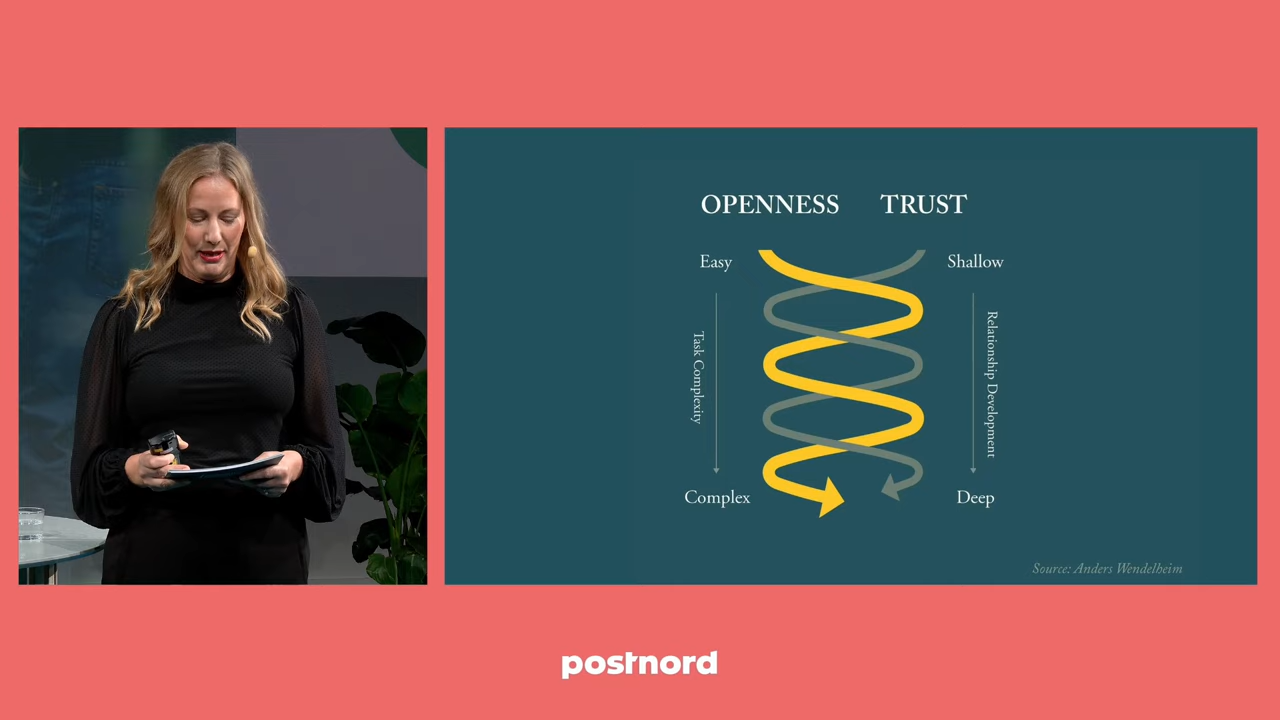 OPENNESS TRUST
Easy
Shallow
Task Complexity
Relationship Development
Complex
Deep
Source: Anders Wendelheim
postnord